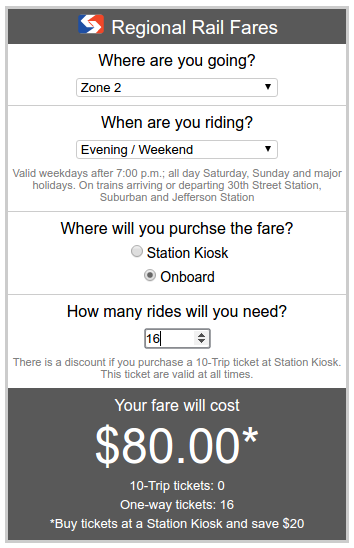 Regional Rail Fares
Where are you going?
Zone 2
When are you riding?
Evening / Weekend
Valid weekdays after 7:00 p.m.; all day Saturday, Sunday and major
holidays. On trains arriving or departing 30th Street Station,
Suburban and Jefferson Station
Where will you purchse the fare?
Station Kiosk
Onboard
How many rides will you need?
16
There is a discount if you purchase a 10-Trip ticket at Station Kiosk.
This ticket are valid at all times.
Your fare will cost
$80.00*
10-Trip tickets: 0
One-way tickets: 16
*Buy tickets at a Station Kiosk and save $20